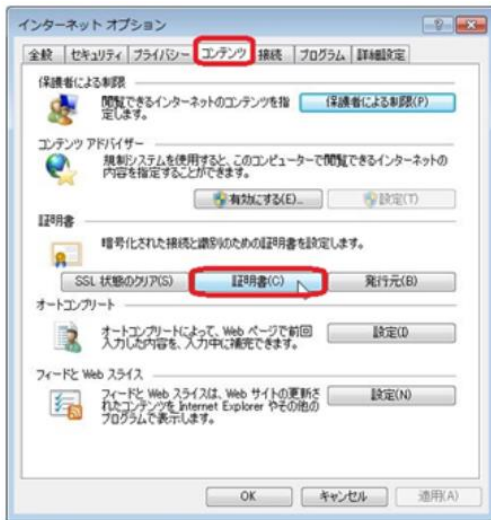 インターネット オプション
全般 セキュリティ プライバシー コンテンツ 接続 プログラム 詳細設定
保護者による制限
閲覧できるインターネットのコンテンツを指
定します。
保護者による制限(P)
コンテンツ アドバイザー
規制システムを使用すると、このコンピューターで閲覧できるインターネットの
内容を指定することができます。
有効にする(E)...
設定(T)
証明書
暗号化された接続と識別のための証明書を設定します。
SSL 状態のクリア(S) 証明書(C) 発行元(B)
オートコンプリート
オートコンプリートによって、Web ページで前回
入力した内容を、入力中に補完できます。
設定(I)
フィードと Web スライス
フィードと Web スライスは、Web サイトの更新さ
れたコンテンツを Internet Explorer やその他の
プログラムで表示します。
設定(N)
OK キャンセル 適用(A)